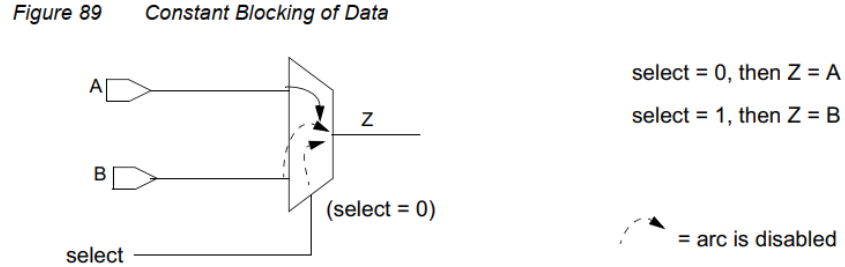 Figure 89 Constant Blocking of Data
A
select = 0, then Z = A
select = 1, then Z = B
Z
B
(select = 0)
select
= arc is disabled